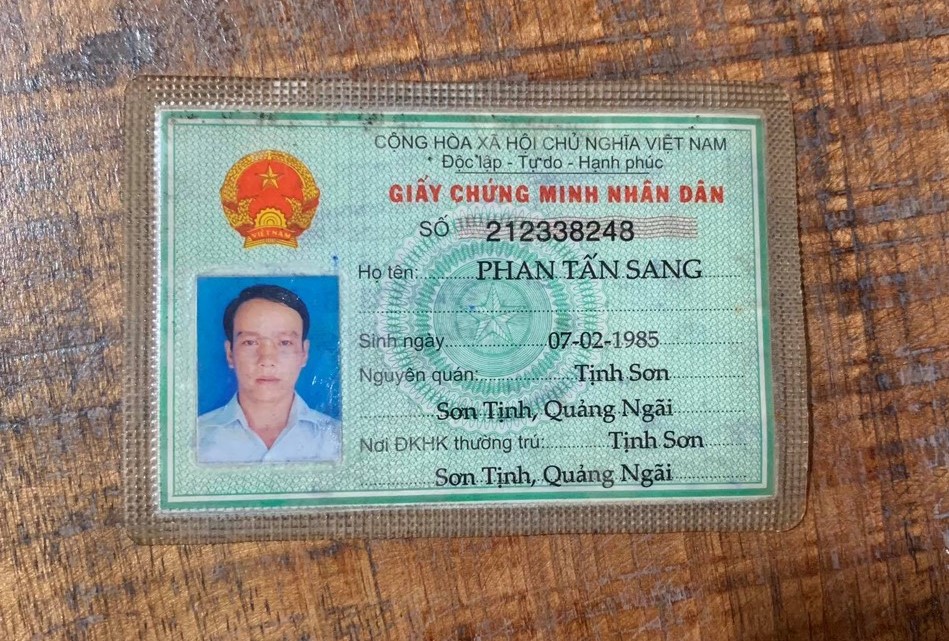 CỘNG HÒA XÃ HỘI CHỦ NGHĨA VIỆT NAM
Độc lập - Tự do - Hạnh phúc
GIẤY CHỨNG MINH NHÂN DÂN
SỐ 212338248
Họ tên: PHAN TẤN SANG
Sinh ngày 07-02-1985
Nguyên quán: Tịnh Sơn
Sơn Tịnh, Quảng Ngãi
Nơi ĐKHK thường trú: Tịnh Sơn
Sơn Tịnh, Quảng Ngãi
VIỆT NAM